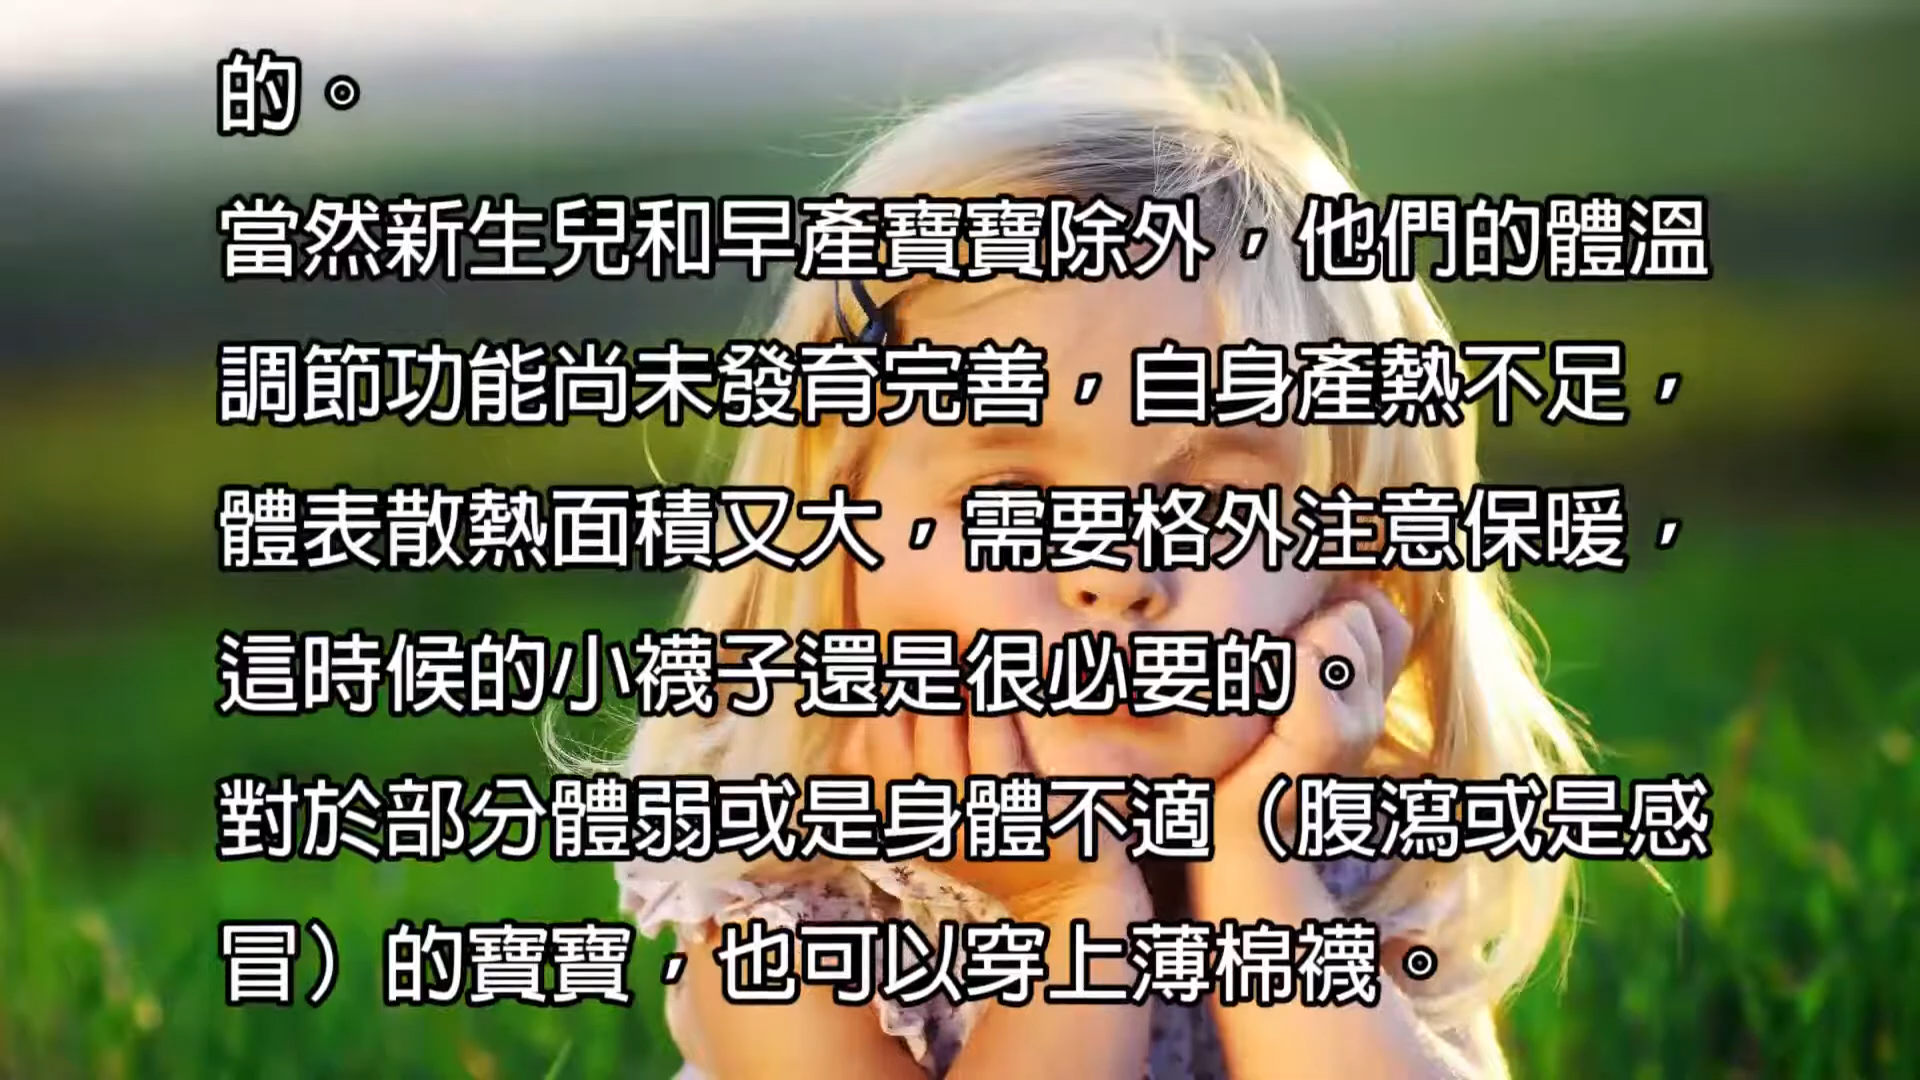 的。
當然新生兒和早產寶寶除外，他們的體溫
調節功能尚未發育完善，自身產熱不足，
體表散熱面積又大，需要格外注意保暖，
這時候的小襪子還是很必要的。
對於部分體弱或是身體不適（腹瀉或是感
冒）的寶寶，也可以穿上薄棉襪。